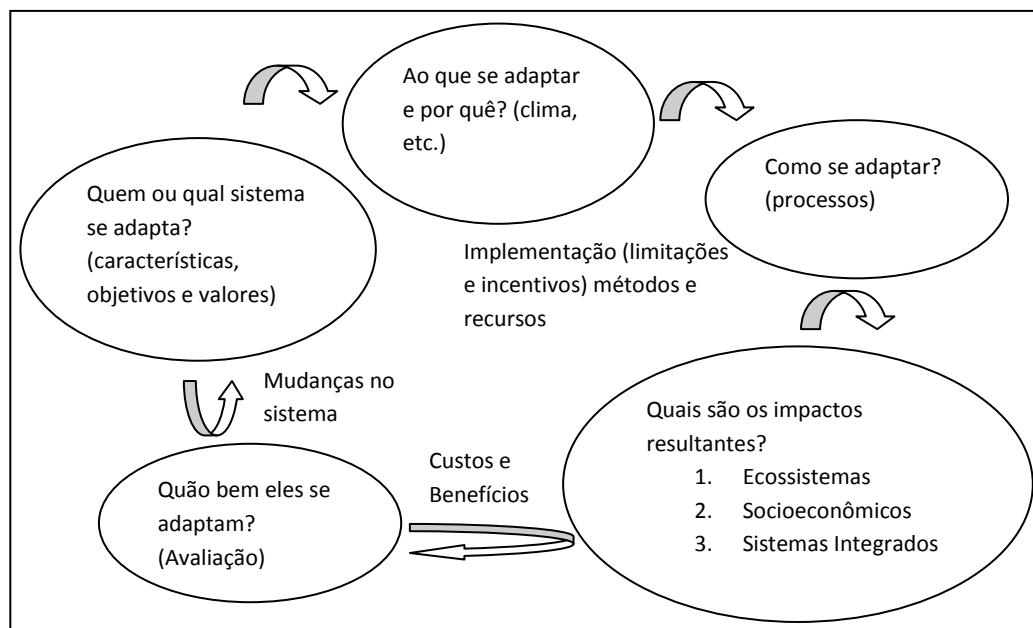 Ao que se adaptar
e por quê? (clima,
etc.)
Como se adaptar?
(processos)
Quem ou qual sistema
se adapta?
(características,
objetivos e valores)
Implementação (limitações
e incentivos) métodos e
recursos
Mudanças no
sistema
Quais são os impactos
resultantes?
1. Ecossistemas
2. Socioeconômicos
3. Sistemas Integrados
Custos e
Benefícios
Quão bem eles se
adaptam?
(Avaliação)